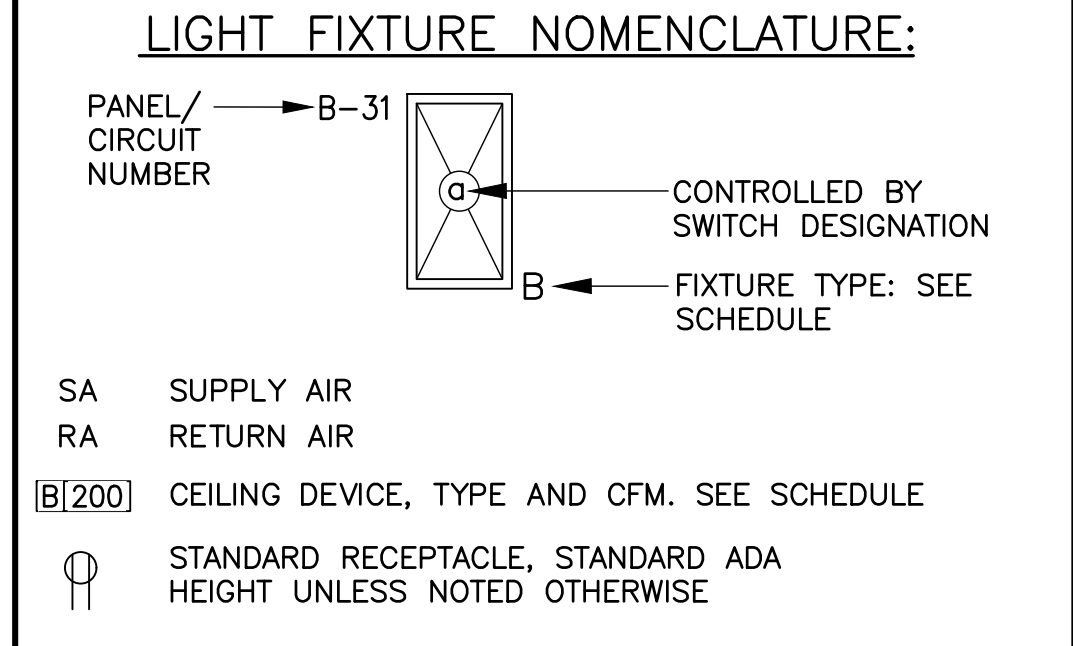 LIGHT FIXTURE NOMENCLATURE:
PANEL/
CIRCUIT
NUMBER
B-31
a
CONTROLLED BY
SWITCH DESIGNATION
B
FIXTURE TYPE: SEE
SCHEDULE
SA SUPPLY AIR
RA RETURN AIR
B 200 CEILING DEVICE, TYPE AND CFM. SEE SCHEDULE
STANDARD RECEPTACLE, STANDARD ADA
HEIGHT UNLESS NOTED OTHERWISE